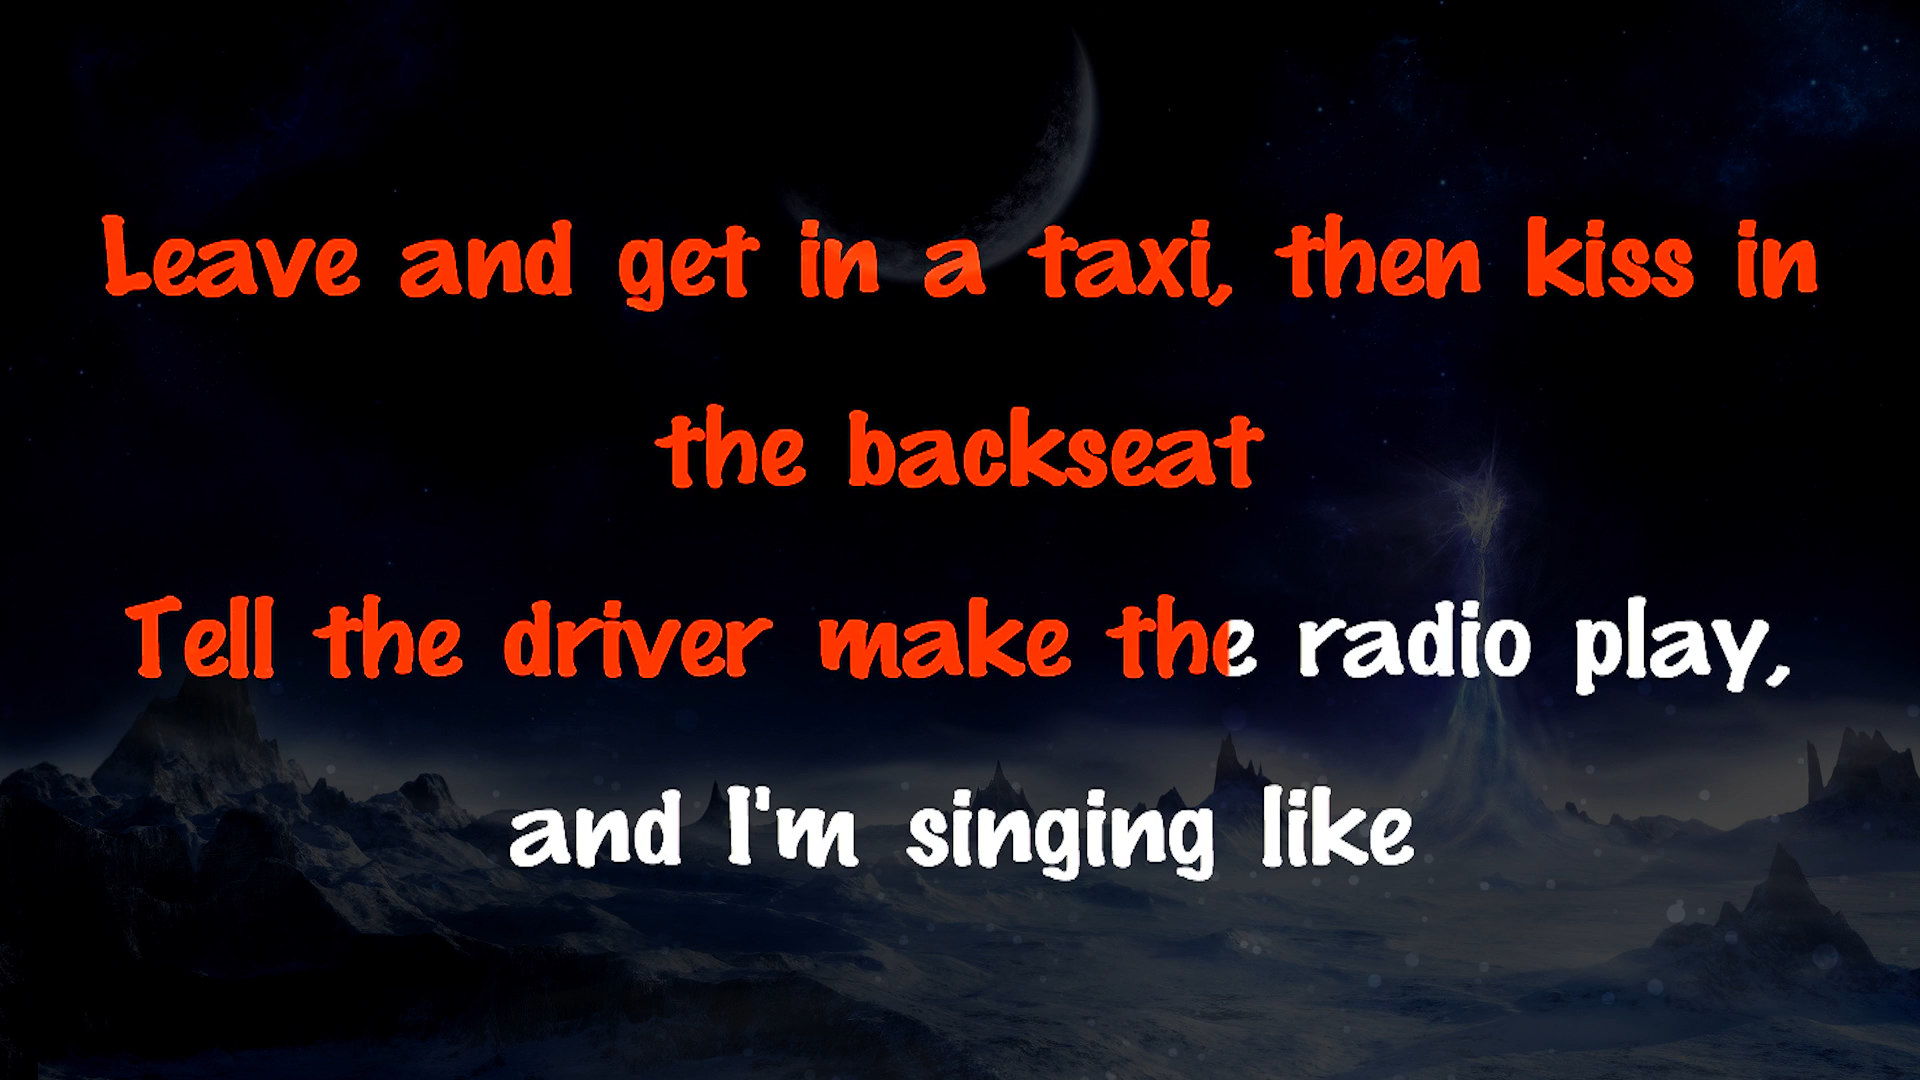 Leave and get in a taxi, then kiss in
the backseat
Tell the driver make the radio play,
and I'm singing like